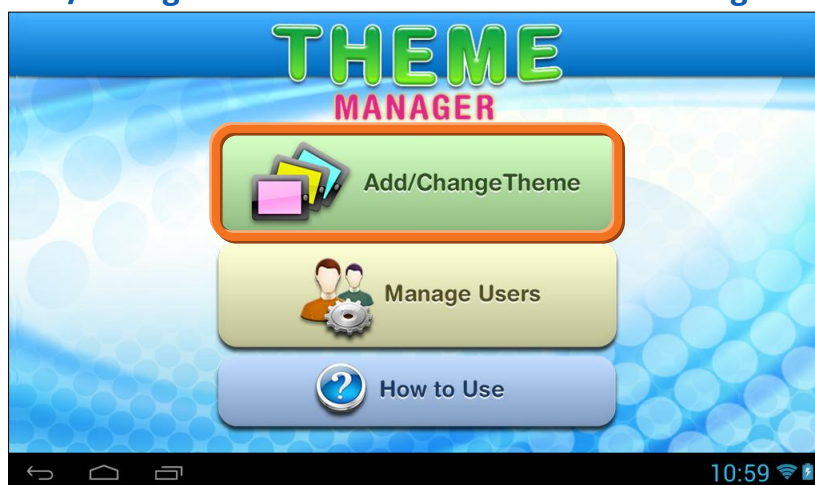 THEME
MANAGER
Add/ChangeTheme
Manage Users
How to Use
10:59